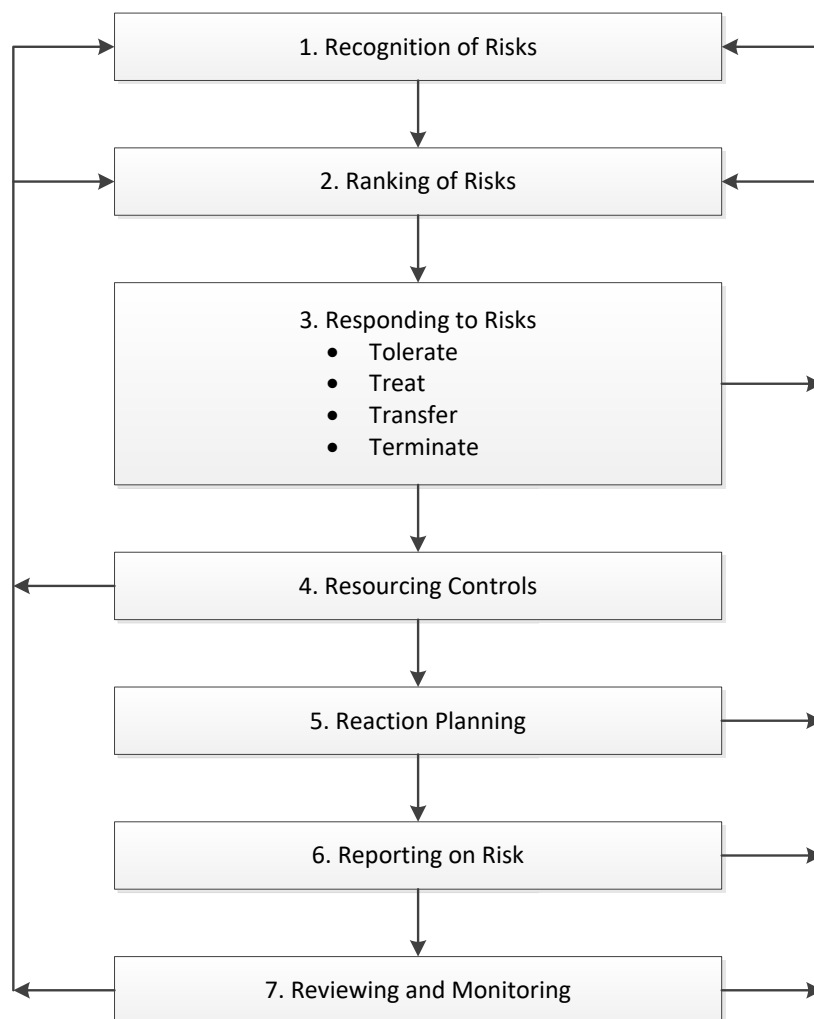 1. Recognition of Risks
2. Ranking of Risks
3. Responding to Risks
• Tolerate
• Treat
• Transfer
• Terminate
4. Resourcing Controls
5. Reaction Planning
6. Reporting on Risk
7. Reviewing and Monitoring